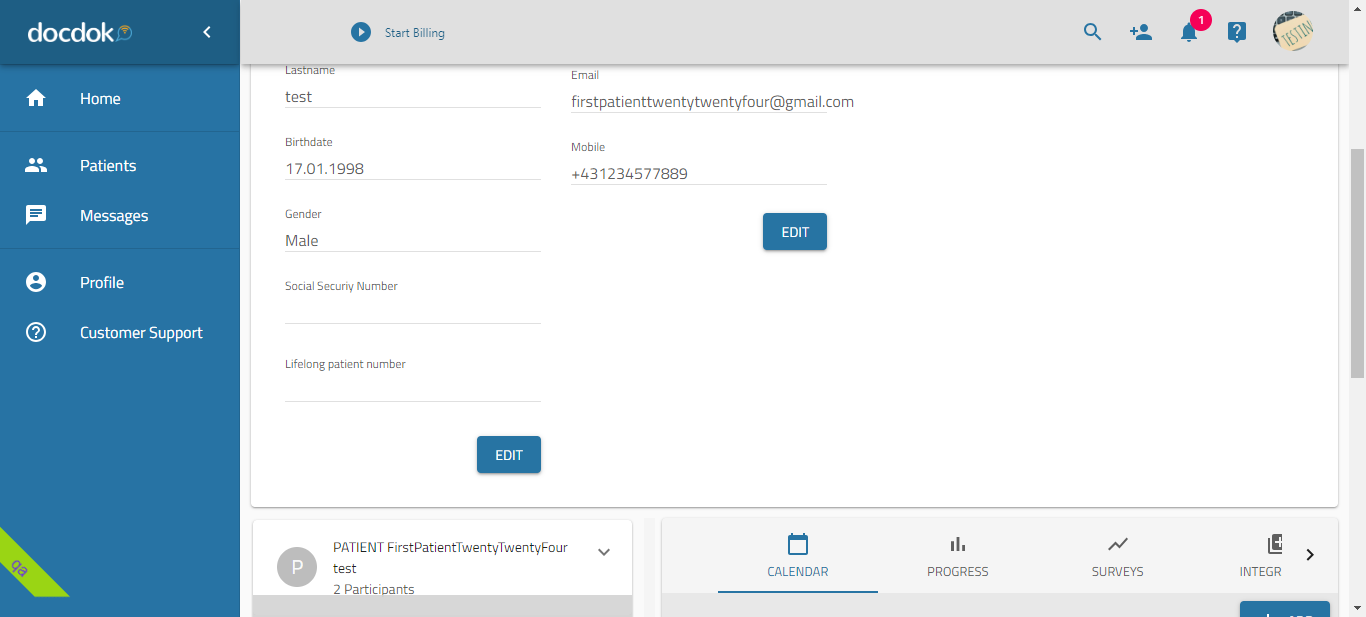 docdok
Start Billing
1
TESTIN
Home
Patients
Messages
Profile
Customer Support
qa
Lastname
test
Birthdate
17.01.1998
Gender
Male
Social Securiy Number
Lifelong patient number
EDIT
Email
firstpatienttwentytwentyfour@gmail.com
Mobile
+431234577889
EDIT
P
PATIENT FirstPatientTwentyTwentyFour
test
2 Participants
CALENDAR
PROGRESS
SURVEYS
INTEGR